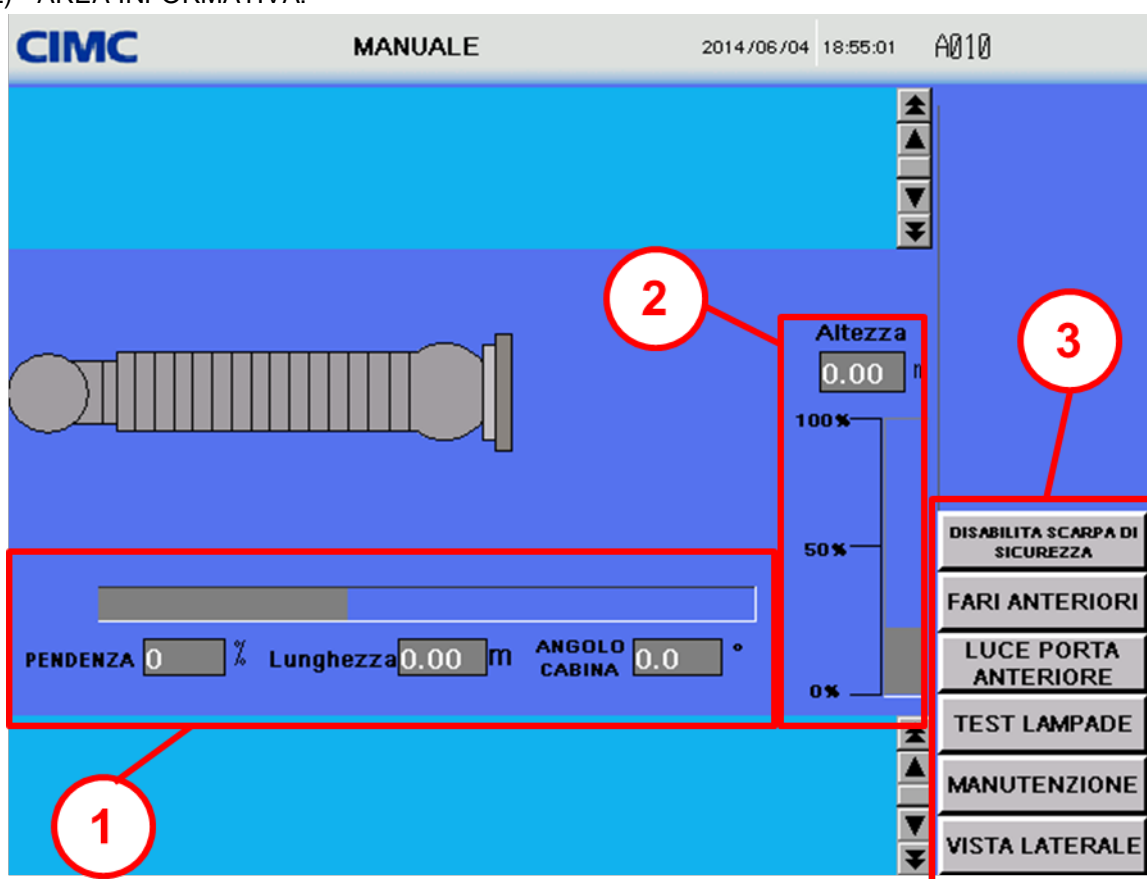 AREA INFORMATIVA.
CIMC MANUALE 2014/06/04 18:55:01 A010
2
3
Altezza
0.00
100%
50%
0%
PENDENZA 0 % Lunghezza 0.00 m ANGOLO CABINA 0.0 °
1
DISABILITA SCARPA DI
SICUREZZA
FARI ANTERIORI
LUCE PORTA
ANTERIORE
TEST LAMPADE
MANUTENZIONE
VISTA LATERALE